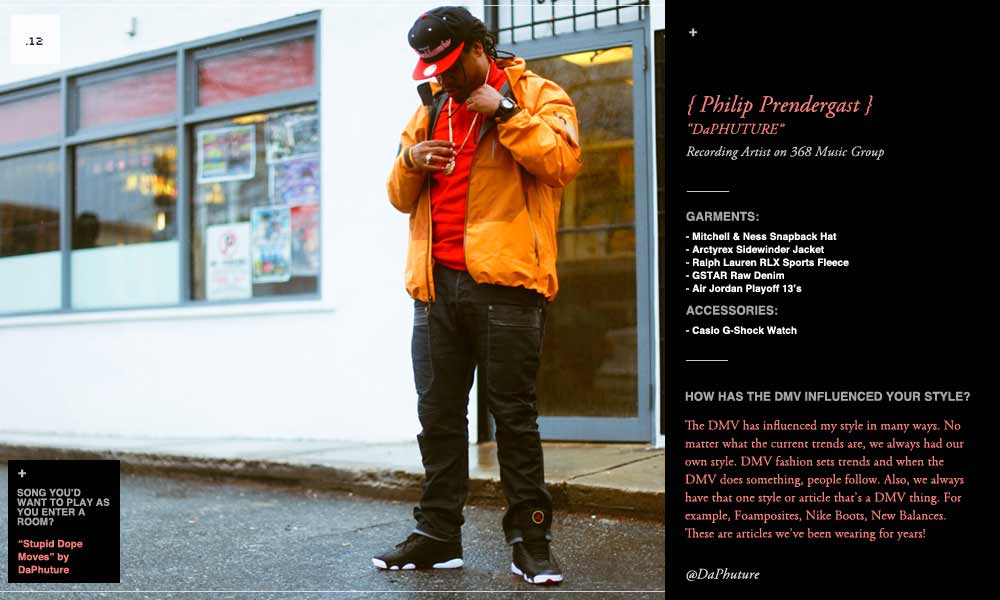 .12
+
{ Philip Prendergast }
“DaPHUTURE”
Recording Artist on 368 Music Group
GARMENTS:
- Mitchell & Ness Snapback Hat
- Arctyrex Sidewinder Jacket
- Ralph Lauren RLX Sports Fleece
- GSTAR Raw Denim
- Air Jordan Playoff 13's
ACCESSORIES:
- Casio G-Shock Watch
HOW HAS THE DMV INFLUENCED YOUR STYLE?
The DMV has influenced my style in many ways. No
matter what the current trends are, we always had our
own style. DMV fashion sets trends and when the
DMV does something, people follow. Also, we always
have that one style or article that's a DMV thing. For
example, Foamposites, Nike Boots, New Balances.
These are articles we've been wearing for years!
@DaPhuture
+
SONG YOU'D
WANT TO PLAY AS
YOU ENTER A
ROOM?
“Stupid Dope
Moves” by
DaPhuture